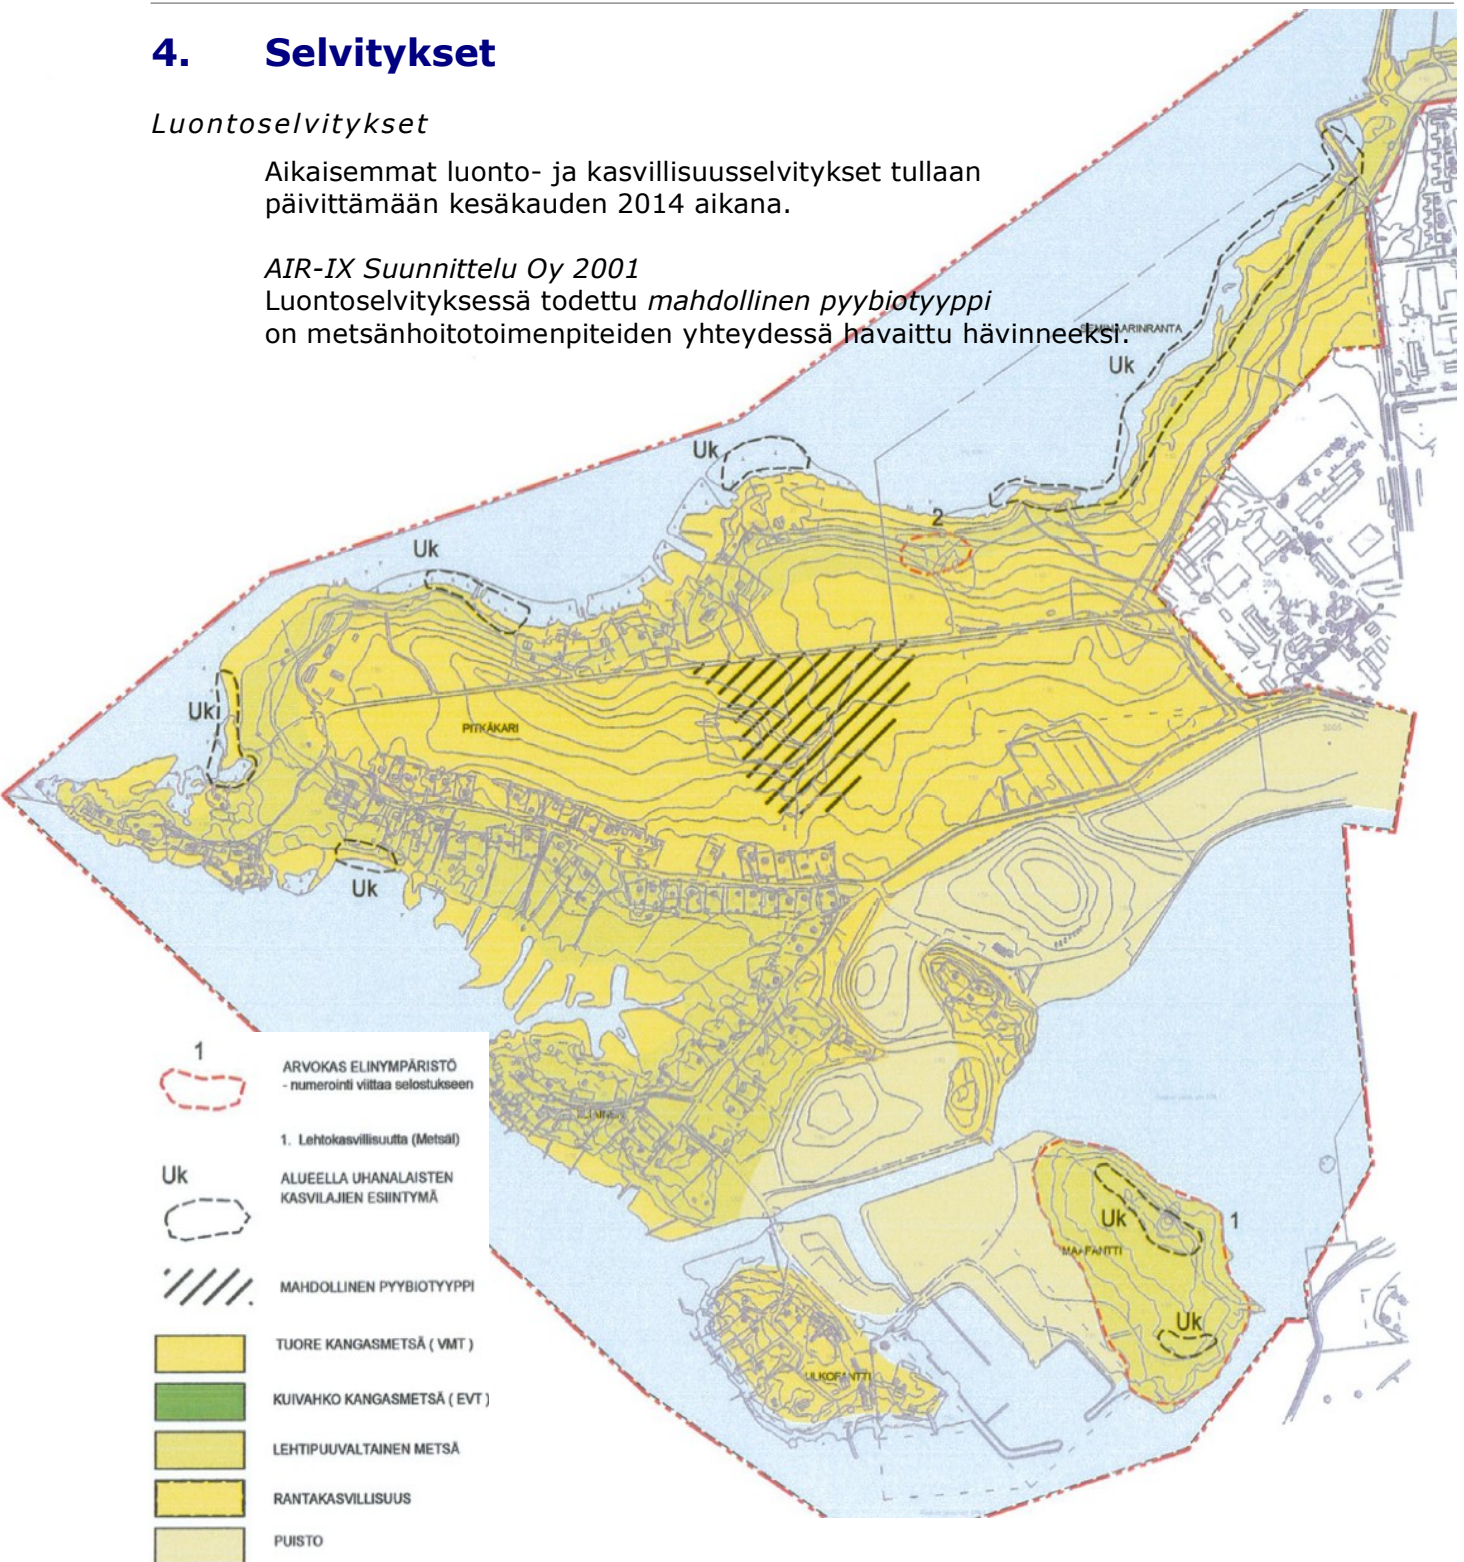 4. Selvitykset
Luontoselvitykset
Aikaisemmat luonto- ja kasvillisuusselvitykset tullaan
päivittämään kesäkauden 2014 aikana.
AIR-IX Suunnittelu Oy 2001
Luontoselvityksessä todettu mahdollinen pyybiotyyppi
on metsänhoitotoimenpiteiden yhteydessä havaittu hävinneeksi.
SEMINAARINRANTA
Uk
Uk
2
Uk
Uk
PITKÄKARI
Uk
Uk
1
MAAFANTTI
Uk
ULKOFANTTI
1
ARVOKAS ELINYMPÄRISTÖ
- numerointi viittaa selostukseen
1. Lehtokasvillisuutta (Metsäl)
Uk
ALUEELLA UHANALAISTEN
KASVILAJIEN ESIINTYMÄ
MAHDOLLINEN PYYBIOTYYPPI
TUORE KANGASMETSÄ ( VMT )
KUIVAHKO KANGASMETSÄ ( EVT )
LEHTIPUUVALTAINEN METSÄ
RANTAKASVILLISUUS
PUISTO